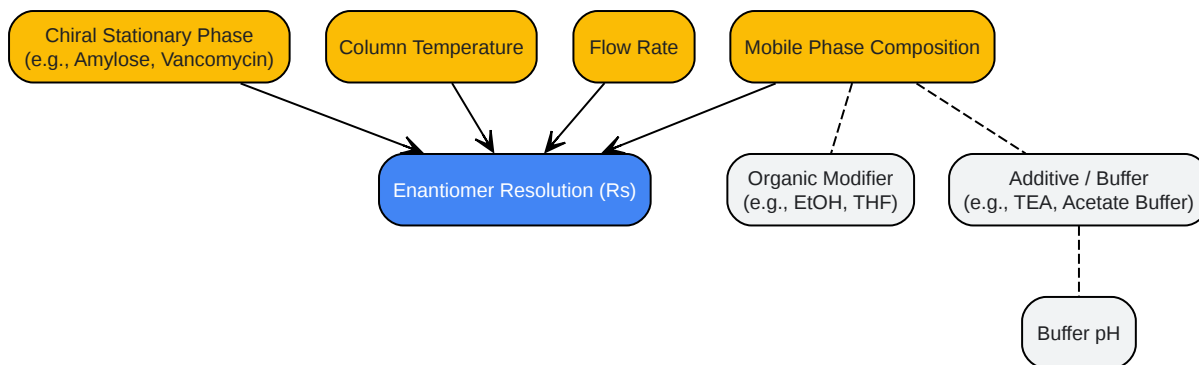 Chiral Stationary Phase
(e.g., Amylose, Vancomycin)
Column Temperature
Flow Rate
Mobile Phase Composition
Enantiomer Resolution (Rs)
Organic Modifier
(e.g., EtOH, THF)
Additive / Buffer
(e.g., TEA, Acetate Buffer)
Buffer pH